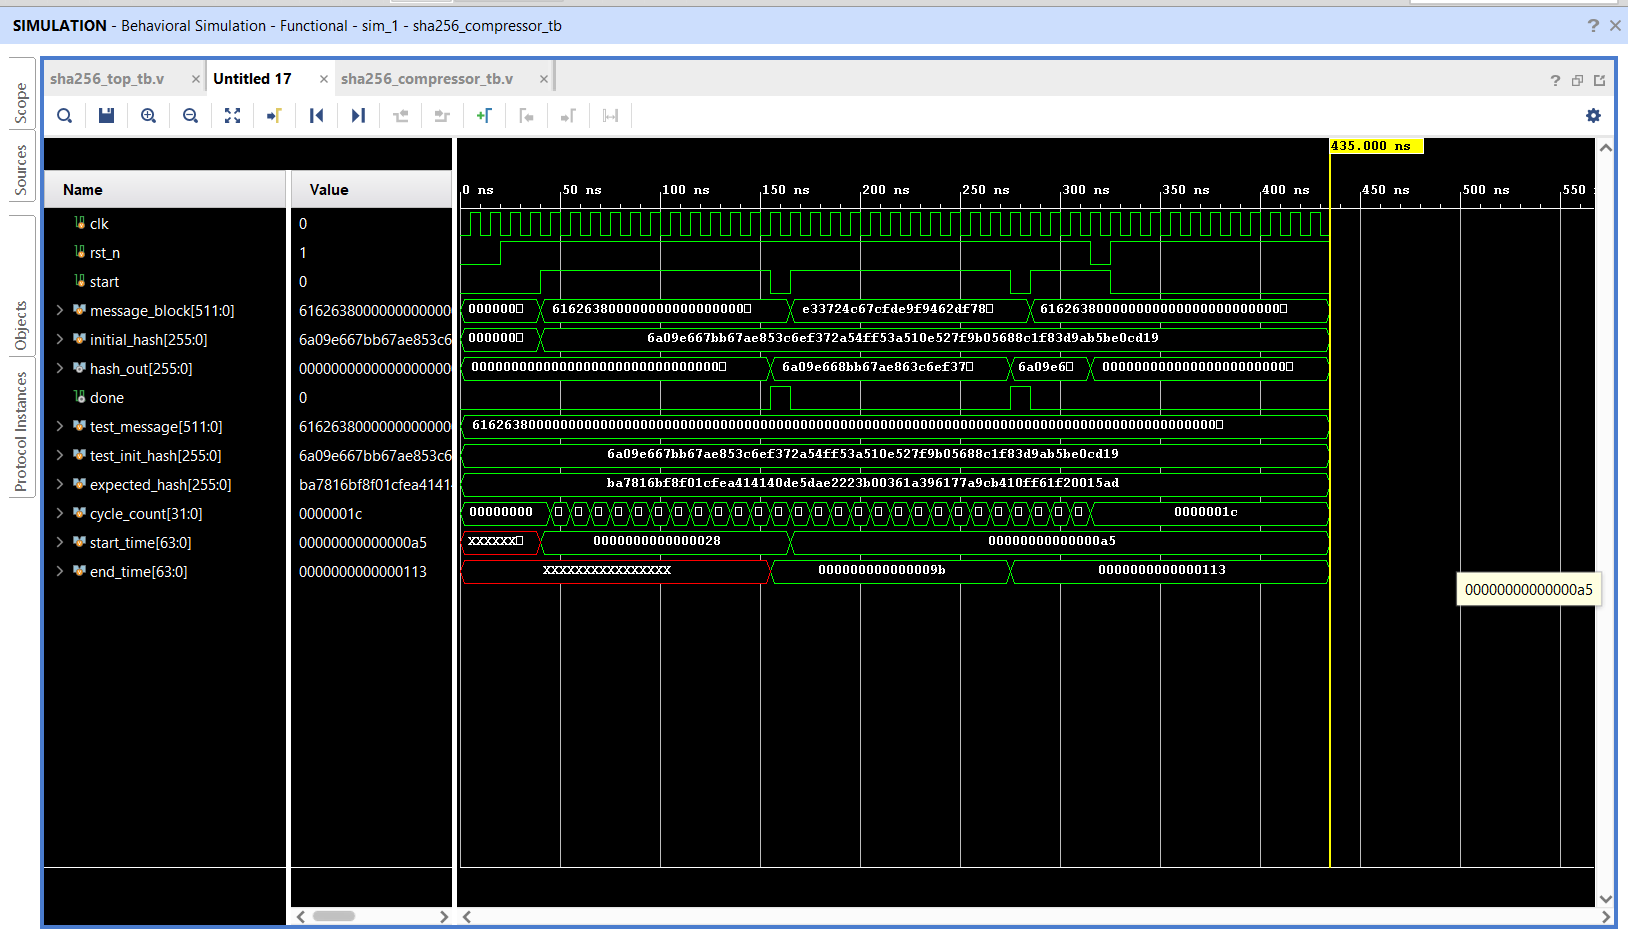 SIMULATION - Behavioral Simulation - Functional - sim_1 - sha256_compressor_tb
Scope
Sources
Objects
Protocol Instances
sha256_top_tb.v
Untitled 17
sha256_compressor_tb.v
435.000 ns
Name Value
0 ns 50 ns 100 ns 150 ns 200 ns 250 ns 300 ns 350 ns 400 ns 450 ns 500 ns 550
clk 0
rst_n 1
start 0
message_block[511:0] 6162638000000000000 000000 616263800000000000000000 e33724c67cfde9f9462df78 616263800000000000000000000000
initial_hash[255:0] 6a09e667bb67ae853c6 000000 6a09e667bb67ae853c6ef372a54ff53a510e527f9b05688c1f83d9ab5be0cd19
hash_out[255:0] 0000000000000000000 6a09e668bb67ae863c6ef37 6a09e6
done 0
test_message[511:0] 6162638000000000000
test_init_hash[255:0] 6a09e667bb67ae853c6 6a09e667bb67ae853c6ef372a54ff53a510e527f9b05688c1f83d9ab5be0cd19
expected_hash[255:0] ba7816bf8f01cfea4141 ba7816bf8f01cfea414140de5dae2223b00361a396177a9cb410ff61f20015ad
cycle_count[31:0] 0000001c 00000000 0000001c
start_time[63:0] 00000000000000a5 XXXXXX 0000000000000028 00000000000000a5
end_time[63:0] 0000000000000113 XXXXXXXXXXXXXXXX 000000000000009b 0000000000000113
00000000000000a5